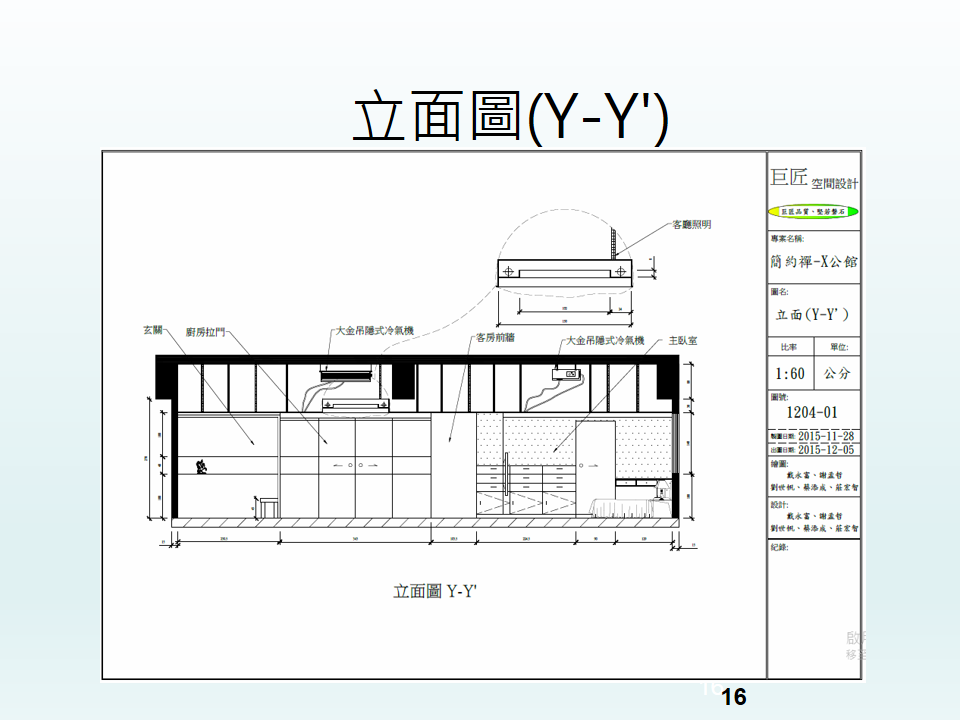 立面圖(Y-Y')
巨匠 空間設計
巨匠品質、堅若磐石
專案名稱:
簡約禪-X公館
圖名:
立面(Y-Y')
比率 單位:
1:60 公分
圖號:
1204-01
製圖日期: 2015-11-28
出圖日期: 2015-12-05
繪圖:
戴永富、謝孟哲
劉世帆、蔡添成、莊宏智
設計:
戴永富、謝孟哲
劉世帆、蔡添成、莊宏智
紀錄:
客廳照明
玄關
廚房拉門
大金吊隱式冷氣機
客房前牆
大金吊隱式冷氣機
主臥室
立面圖 Y-Y'
16